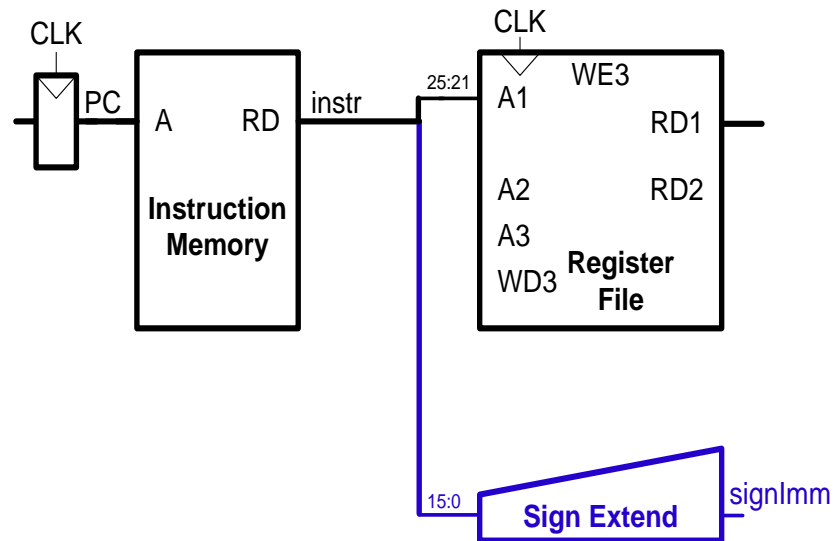 CLK
CLK
PC
A
RD
instr
25:21
A1
WE3
RD1
Instruction
Memory
A2
RD2
A3
WD3
Register
File
15:0
Sign Extend
signImm